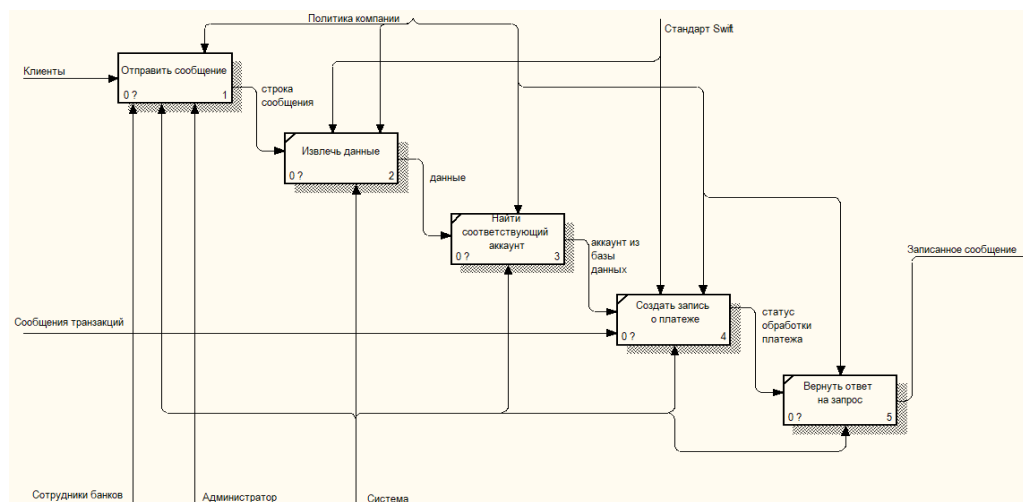 Политика компании
Стандарт Swift
Клиенты
Отправить сообщение
0 ?
1
строка
сообщения
Извлечь данные
0 ?
2
данные
Найти
соответствующий
аккаунт
0 ?
3
аккаунт из
базы
данных
Записанное сообщение
Создать запись
о платеже
0 ?
4
Сообщения транзакций
статус
обработки
платежа
Вернуть ответ
на запрос
0 ?
5
Сотрудники банков
Администратор
Система